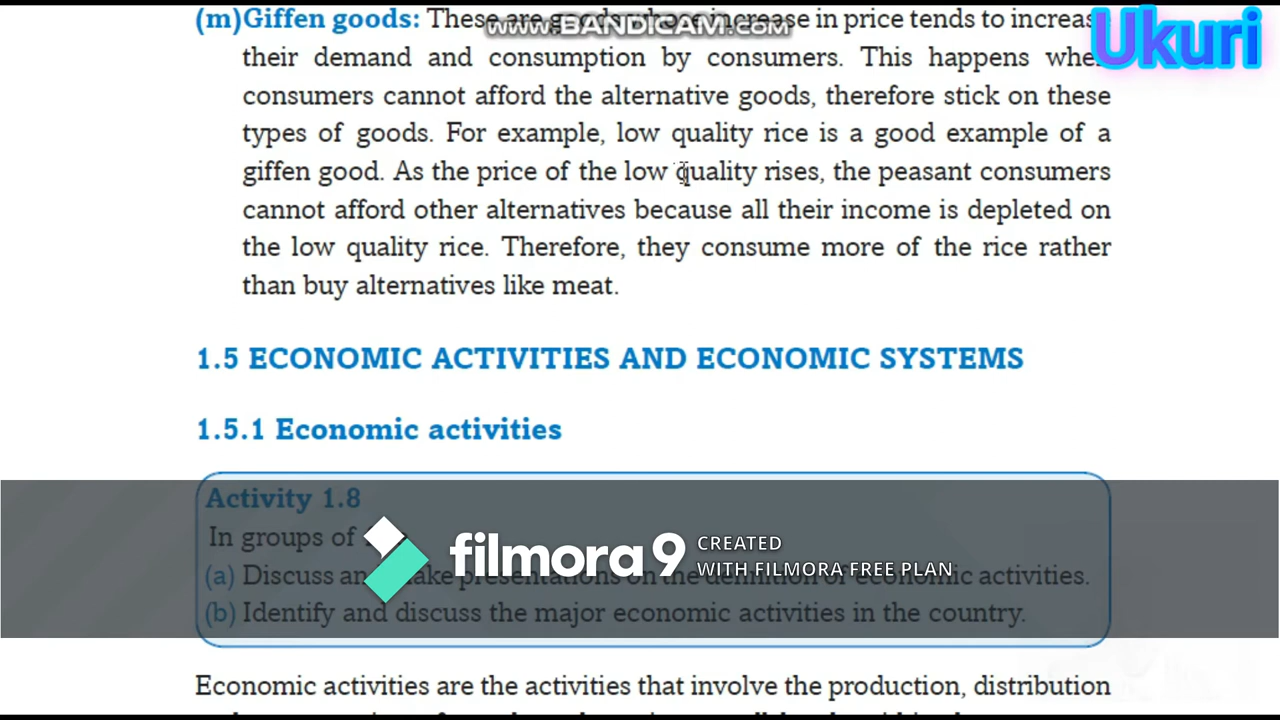 (m) Giffen goods: These are goods whose increase in price tends to increas
www.BANDICAM.com
Ukuri
their demand and consumption by consumers. This happens when
consumers cannot afford the alternative goods, therefore stick on these
types of goods. For example, low quality rice is a good example of a
giffen good. As the price of the low quality rises, the peasant consumers
cannot afford other alternatives because all their income is depleted on
the low quality rice. Therefore, they consume more of the rice rather
than buy alternatives like meat.
1.5 ECONOMIC ACTIVITIES AND ECONOMIC SYSTEMS
1.5.1 Economic activities
Activity 1.8
In groups of
(a) Discuss and make presentations on the definition of economic activities.
filmora9 CREATED
WITH FILMORA FREE PLAN
(b) Identify and discuss the major economic activities in the country.
Economic activities are the activities that involve the production, distribution